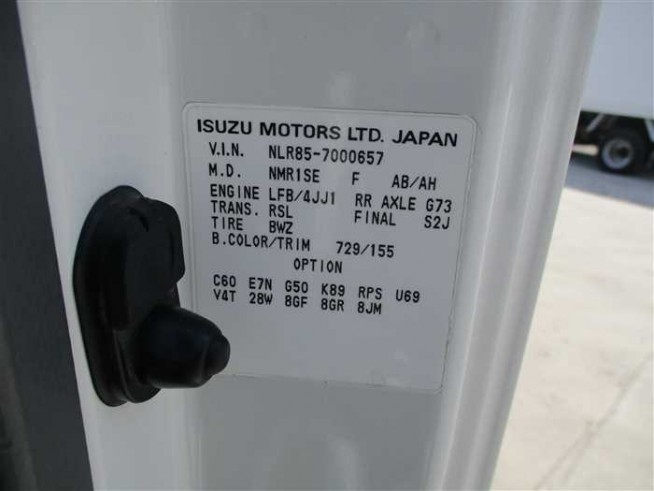 ISUZU MOTORS LTD. JAPAN
V.I.N. NLR85-7000657
M.D. NMR1SE F AB/AH
ENGINE LFB/4JJ1 RR AXLE G73
TRANS. RSL FINAL S2J
TIRE BWZ
B.COLOR/TRIM 729/155
OPTION
C60 E7N G50 K89 RPS U69
V4T 28W 8GF 8GR 8JM